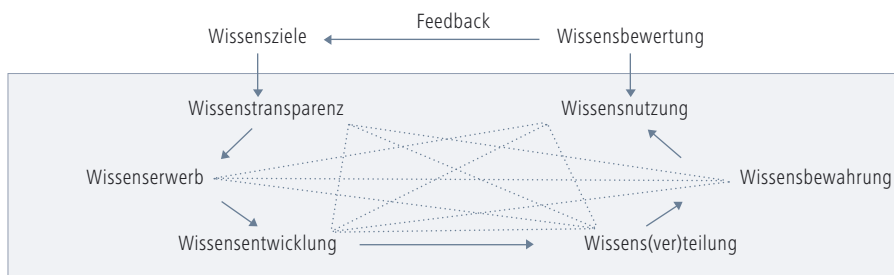 Feedback
Wissensziele
Wissensbewertung
Wissenstransparenz
Wissensnutzung
Wissenserwerb
Wissensbewahrung
Wissensentwicklung
Wissens(ver)teilung